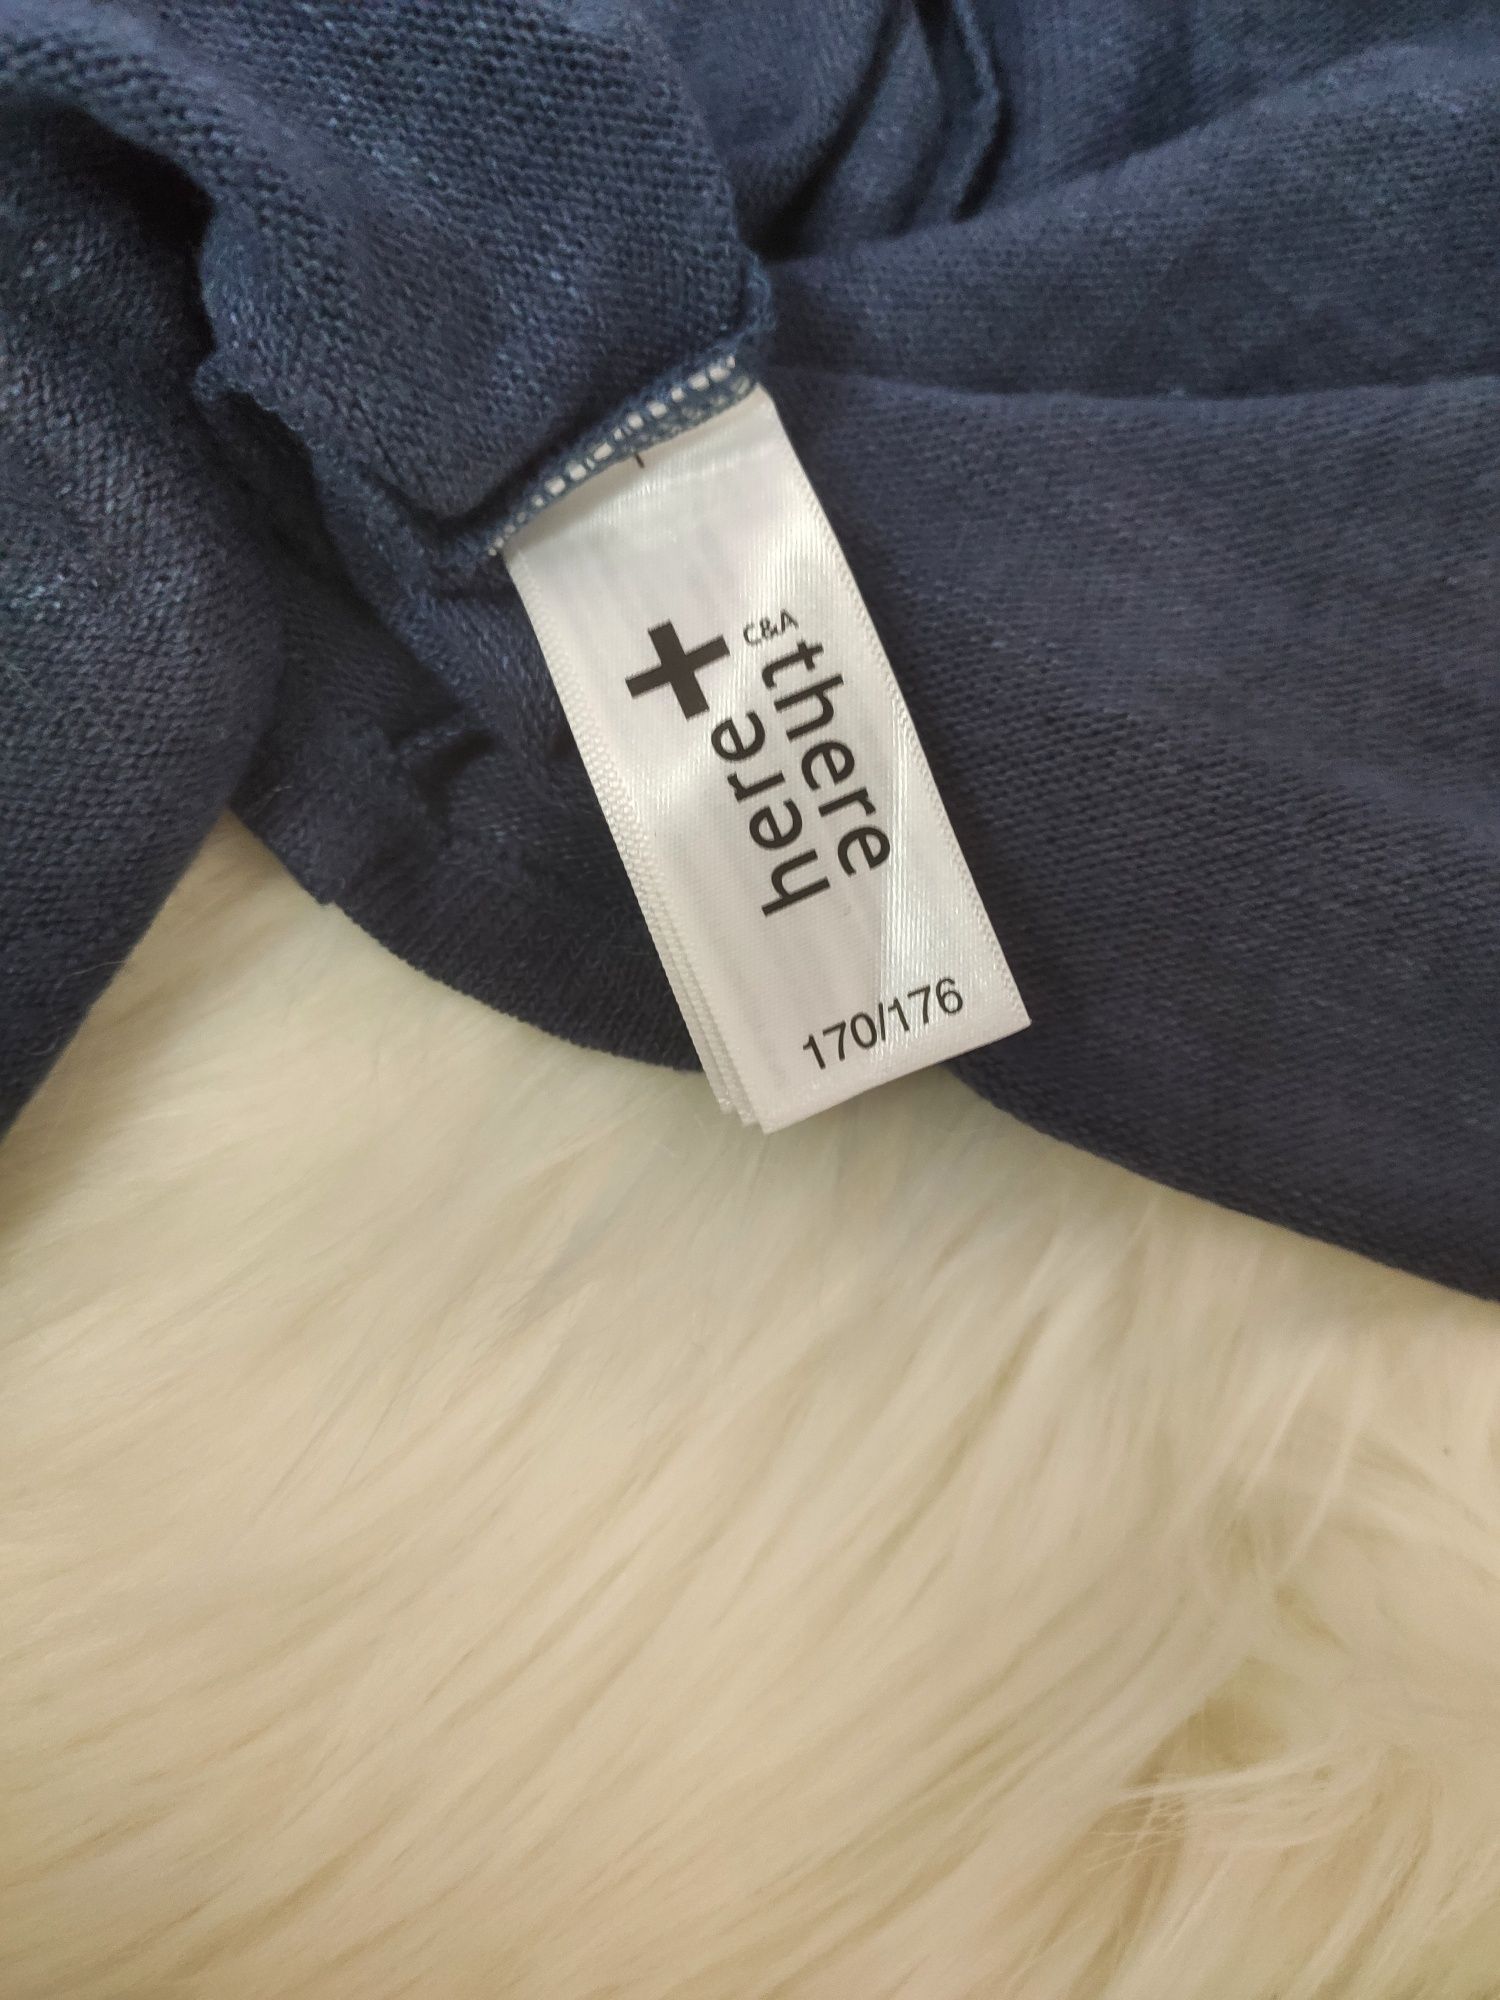 C&A
there
+
here
170/176